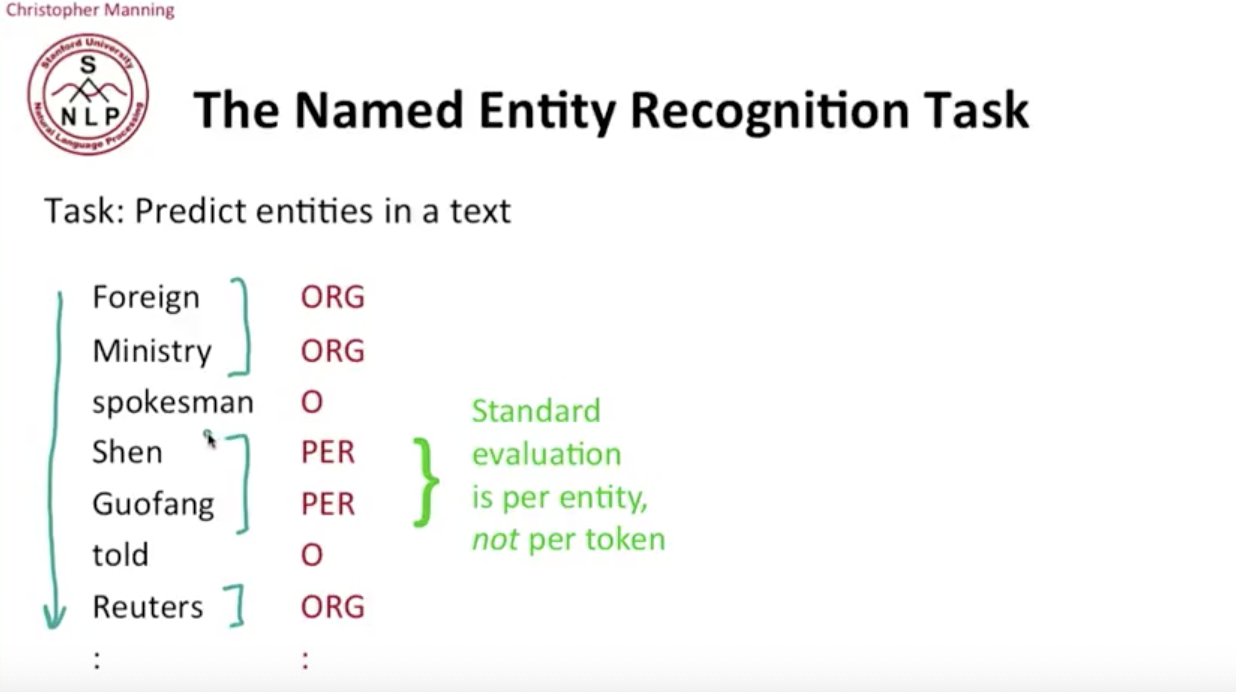 Christopher Manning
Stanford University
S
NLP
Natural Language Processing
The Named Entity Recognition Task
Task: Predict entities in a text
Foreign ORG
Ministry ORG
spokesman O
Shen PER
Guofang PER
told O
Reuters ORG
: :
Standard
evaluation
is per entity,
not per token